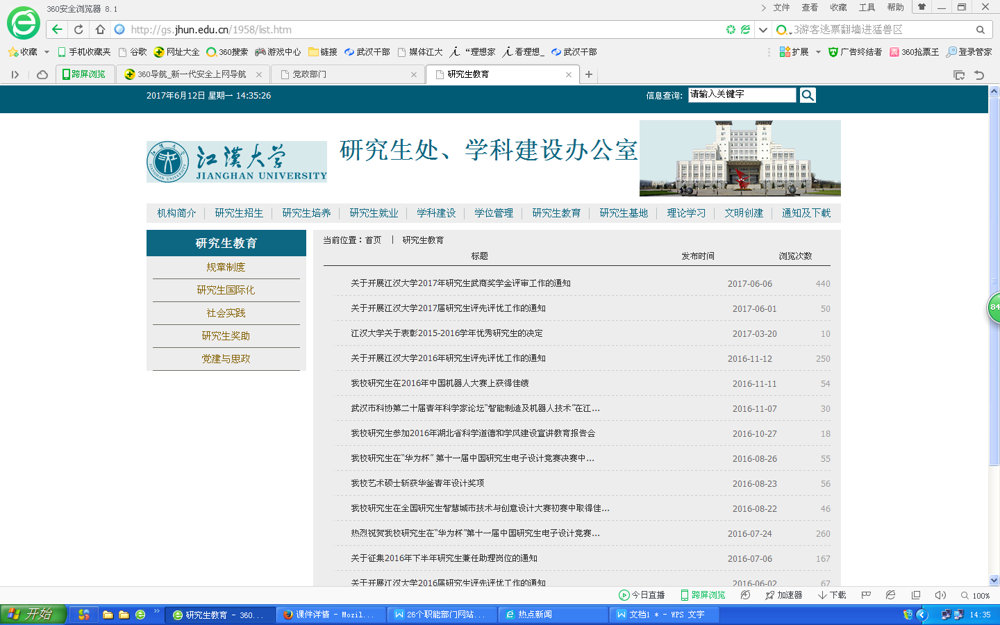 360安全浏览器 8.1
文件 查看 收藏 工具 帮助
http://gs.jhun.edu.cn/1958/list.htm
3游客逃票翻墙进猛兽区
收藏 手机收藏夹 谷歌 网址大全 360搜索 游戏中心 链接 武汉干部 媒体江大 “理想家 看理想_ 武汉干部 扩展 广告终结者 360抢票王 登录管家
跨屏浏览 360导航_新一代安全上网导航 党政部门 研究生教育
2017年6月12日 星期一 14:35:26 信息查询: 请输入关键字
江漢大学
JIANGHAN UNIVERSITY
研究生处、学科建设办公室
机构简介 研究生招生 研究生培养 研究生就业 学科建设 学位管理 研究生教育 研究生基地 理论学习 文明创建 通知及下载
研究生教育
规章制度
研究生国际化
社会实践
研究生奖助
党建与思政
当前位置：首页 | 研究生教育
标题 发布时间 浏览次数
关于开展江汉大学2017年研究生武商奖学金评审工作的通知 2017-06-06 440
关于开展江汉大学2017届研究生评先评优工作的通知 2017-06-01 50
江汉大学关于表彰2015-2016学年优秀研究生的决定 2017-03-20 10
关于开展江汉大学2016年研究生评先评优工作的通知 2016-11-12 250
我校研究生在2016年中国机器人大赛上获得佳绩 2016-11-11 54
武汉市科协第二十届青年科学家论坛“智能制造及机器人技术”在江... 2016-11-07 30
我校研究生参加2016年湖北省科学道德和学风建设宣讲教育报告会 2016-10-27 18
我校研究生在“华为杯” 第十一届中国研究生电子设计竞赛决赛中... 2016-08-26 55
我校艺术硕士斩获华釜青年设计奖项 2016-08-23 56
我校研究生在全国研究生智慧城市技术与创意设计大赛初赛中取得佳... 2016-08-22 46
热烈祝贺我校研究生在“华为杯”第十一届中国研究生电子设计竞赛... 2016-07-24 260
关于征集2016年下半年研究生兼任助理岗位的通知 2016-07-06 167
关于开展江汉大学2016届研究生评先评优工作的通知 2016-06-02 67
84
今日直播 跨屏浏览 加速器 下载 100%
开始 研究生教育 - 360... 课件详情 - Mozil... 26个职能部门网站... 热点新闻 文档1 * - WPS 文字 14:35